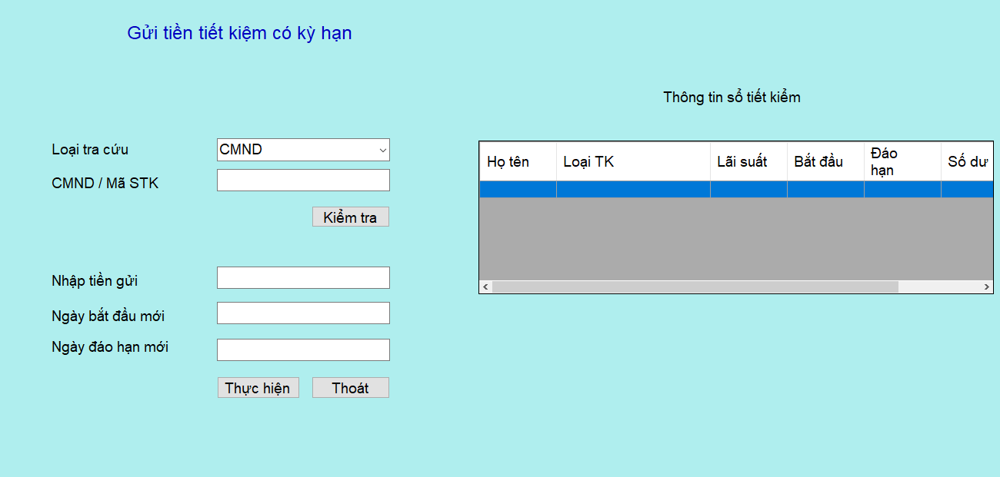 Gửi tiền tiết kiệm có kỳ hạn
Thông tin sổ tiết kiểm
Loại tra cứu
CMND
CMND / Mã STK
Kiểm tra
Họ tên
Loại TK
Lãi suất
Bắt đầu
Đáo
hạn
Số dư
Nhập tiền gửi
Ngày bắt đầu mới
Ngày đáo hạn mới
Thực hiện
Thoát